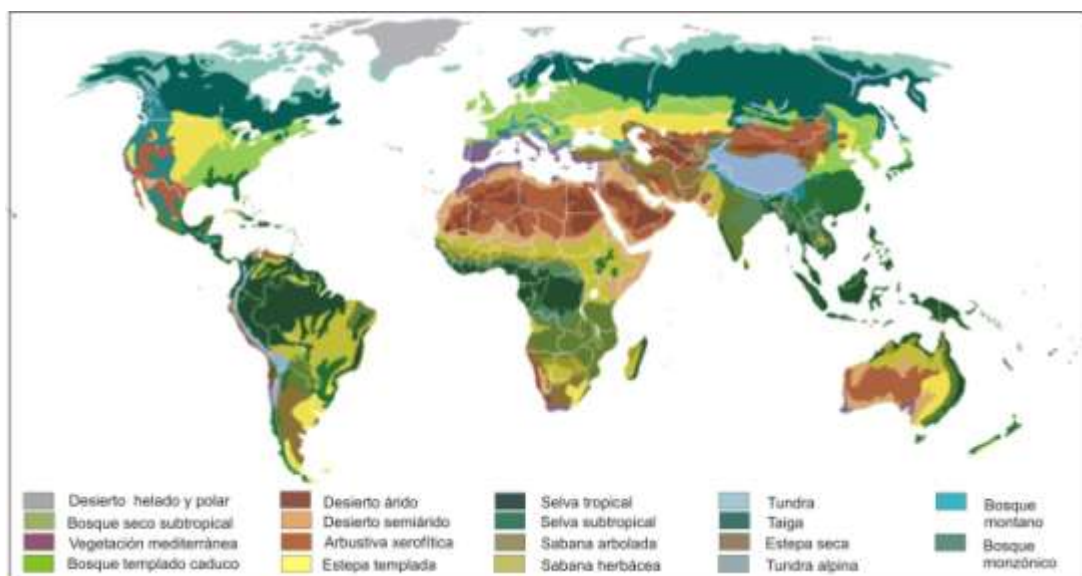 Desierto helado y polar
Bosque seco subtropical
Vegetación mediterránea
Bosque templado caduco
Desierto árido
Desierto semiárido
Arbustiva xerofítica
Estepa templada
Selva tropical
Selva subtropical
Sabana arbolada
Sabana herbácea
Tundra
Taiga
Estepa seca
Tundra alpina
Bosque
montano
Bosque
monzónico